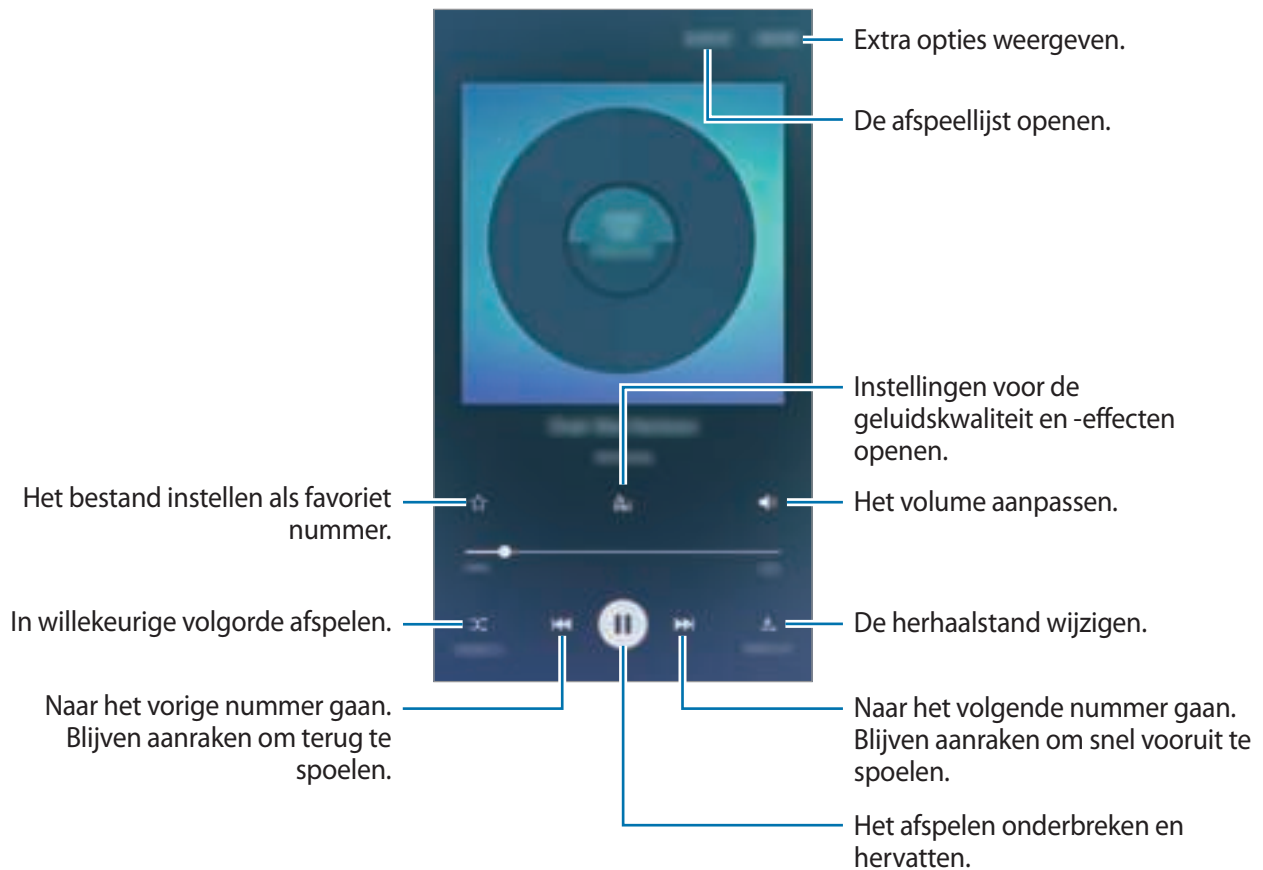 Extra opties weergeven.
De afspeellijst openen.
Instellingen voor de
geluidskwaliteit en -effecten
openen.
Het bestand instellen als favoriet
nummer.
Het volume aanpassen.
In willekeurige volgorde afspelen.
De herhaalstand wijzigen.
Naar het vorige nummer gaan.
Blijven aanraken om terug te
spoelen.
Naar het volgende nummer gaan.
Blijven aanraken om snel vooruit te
spoelen.
Het afspelen onderbreken en
hervatten.